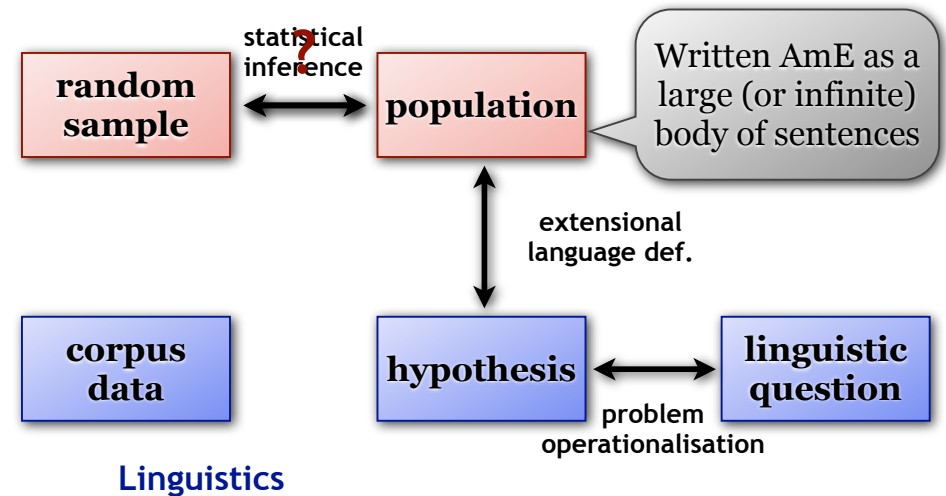 statistical
?
inference
random
sample
population
Written AmE as a
large (or infinite)
body of sentences
extensional
language def.
corpus
data
hypothesis
linguistic
question
problem
operationalisation
Linguistics